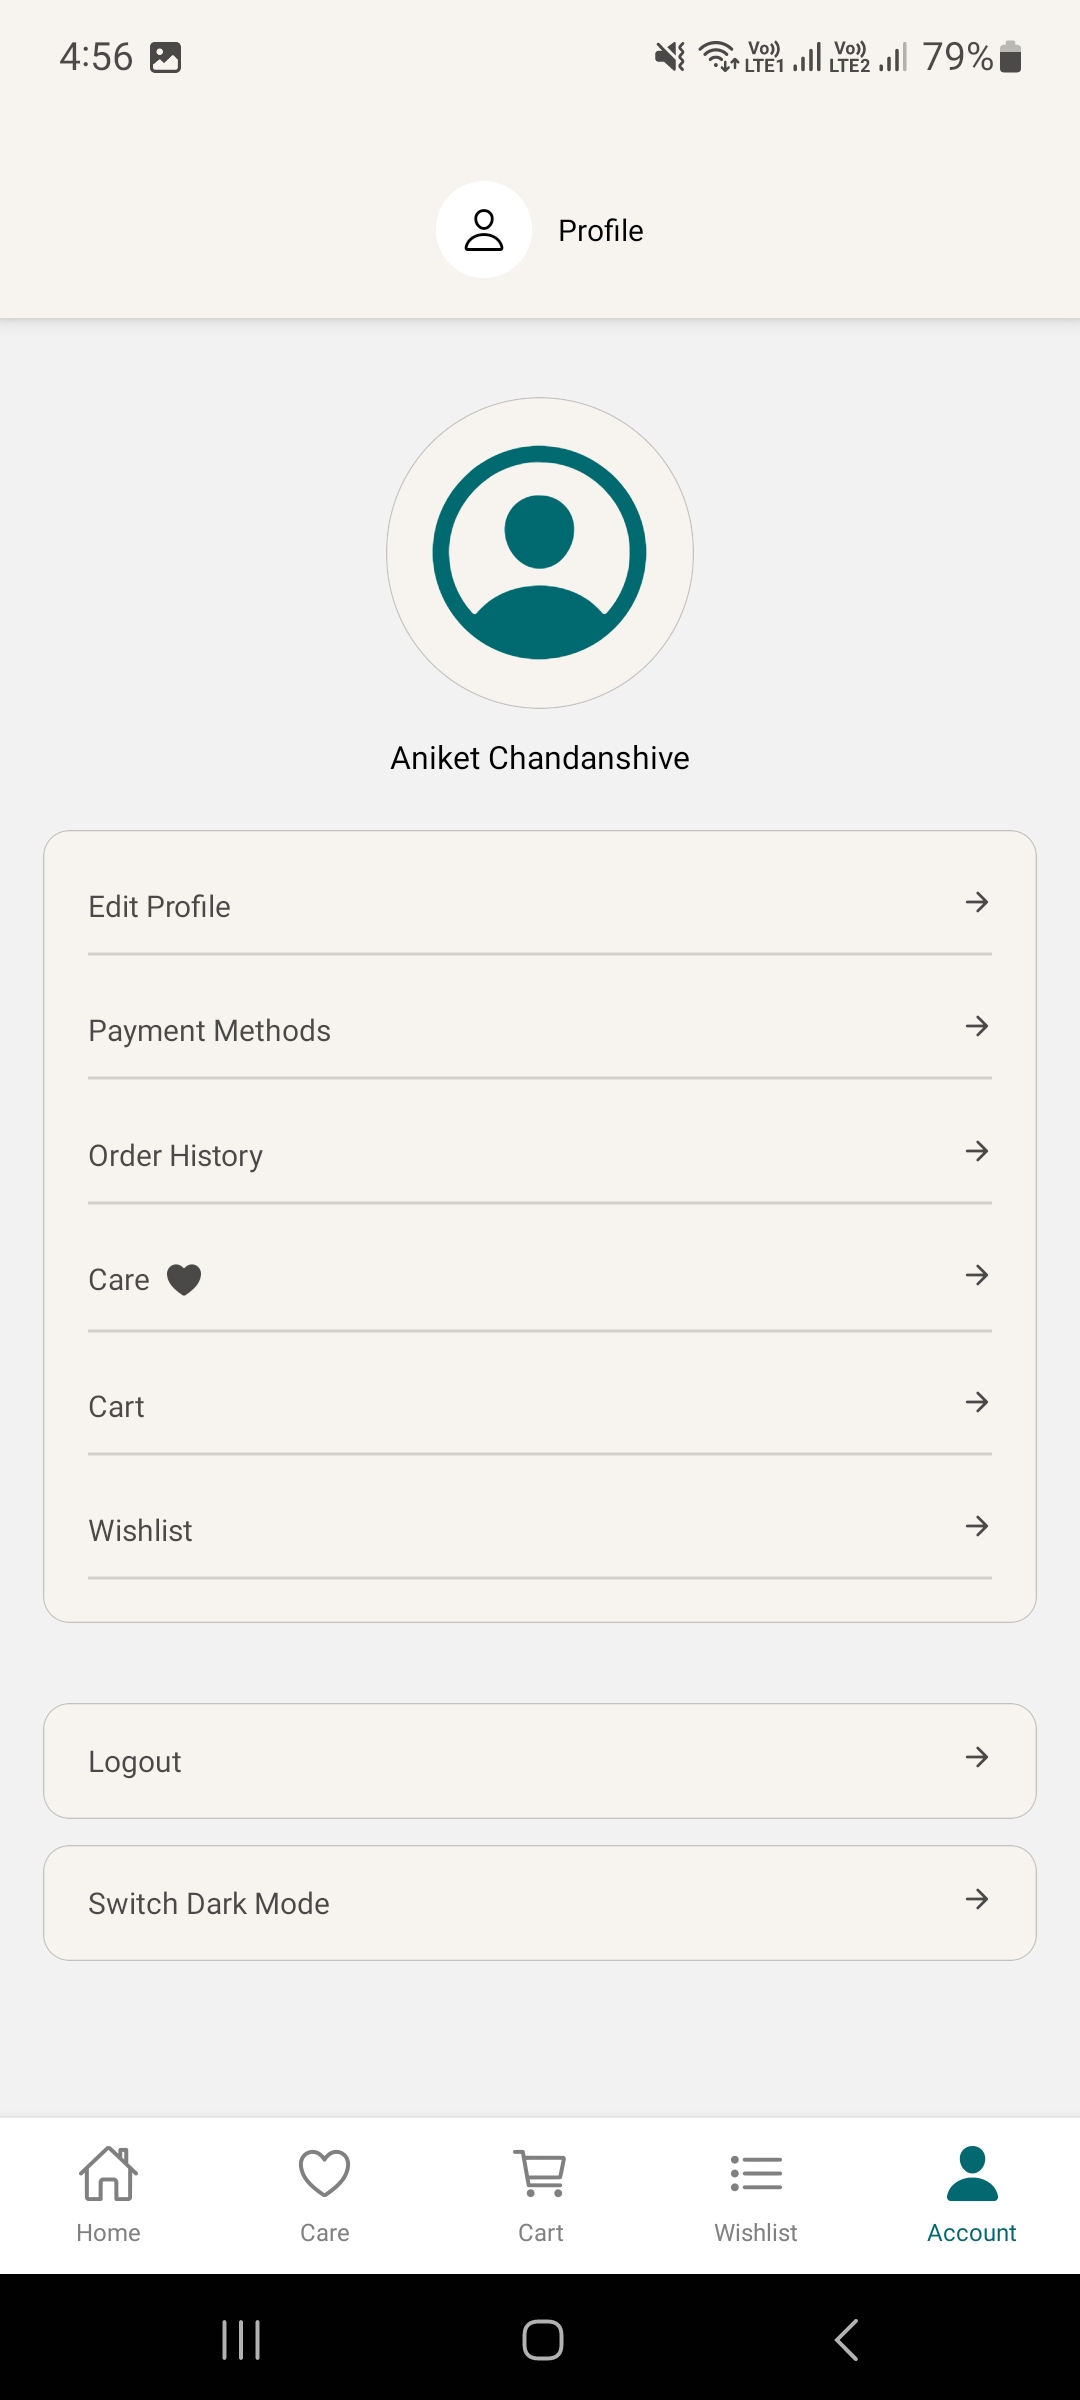 4:56 Vo)) LTE1 Vo)) LTE2 79%
Profile
Aniket Chandanshive
Edit Profile
Payment Methods
Order History
Care
Cart
Wishlist
Logout
Switch Dark Mode
Home Care Cart Wishlist Account